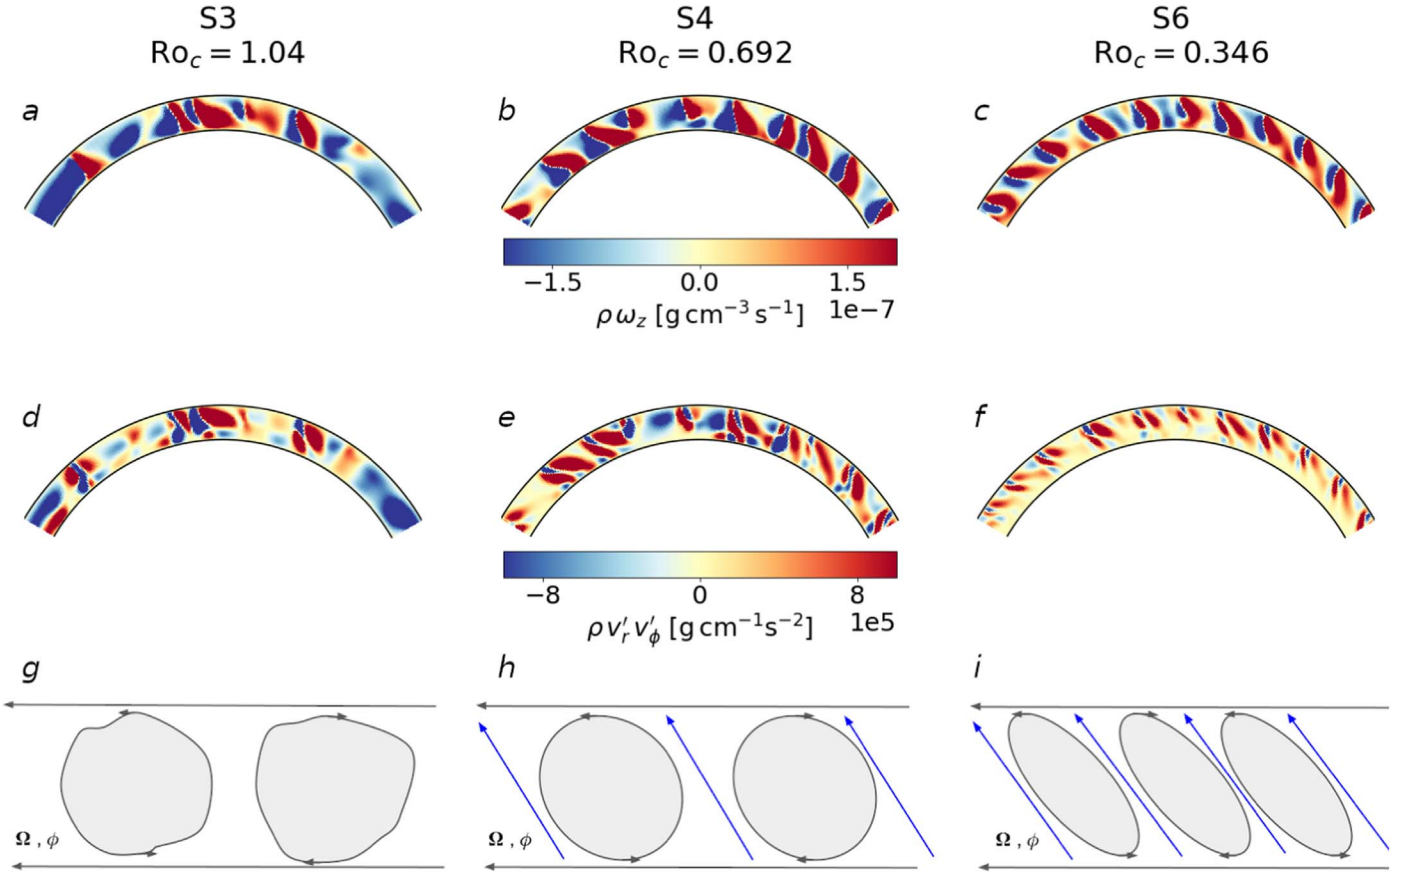 S3
Ro_c = 1.04
S4
Ro_c = 0.692
S6
Ro_c = 0.346
a
b
c
−1.5 0.0 1.5
ρω_z [g cm⁻³ s⁻¹] 1e−7
d
e
f
−8 0 8
ρv′_r v′_ϕ [g cm⁻¹s⁻²] 1e5
g
h
i
Ω , ϕ
Ω , ϕ
Ω , ϕ